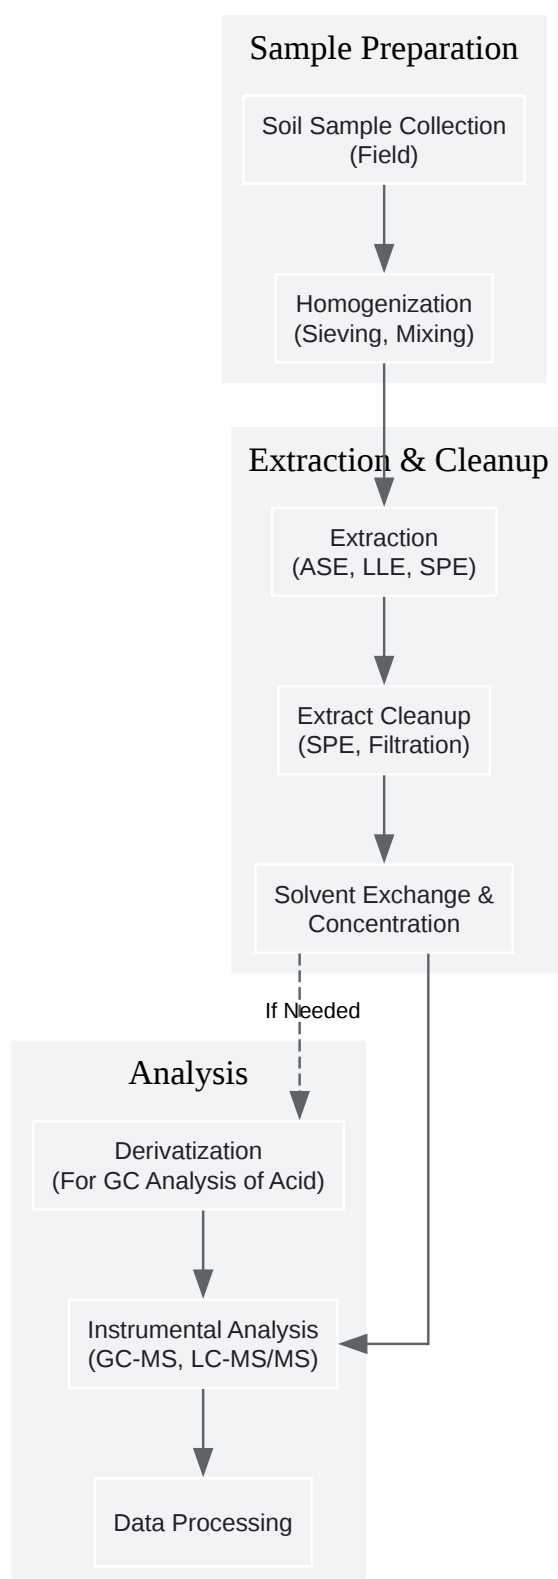 Sample Preparation
Soil Sample Collection
(Field)
Homogenization
(Sieving, Mixing)
Extraction & Cleanup
Extraction
(ASE, LLE, SPE)
Extract Cleanup
(SPE, Filtration)
Solvent Exchange &
Concentration
If Needed
Analysis
Derivatization
(For GC Analysis of Acid)
Instrumental Analysis
(GC-MS, LC-MS/MS)
Data Processing